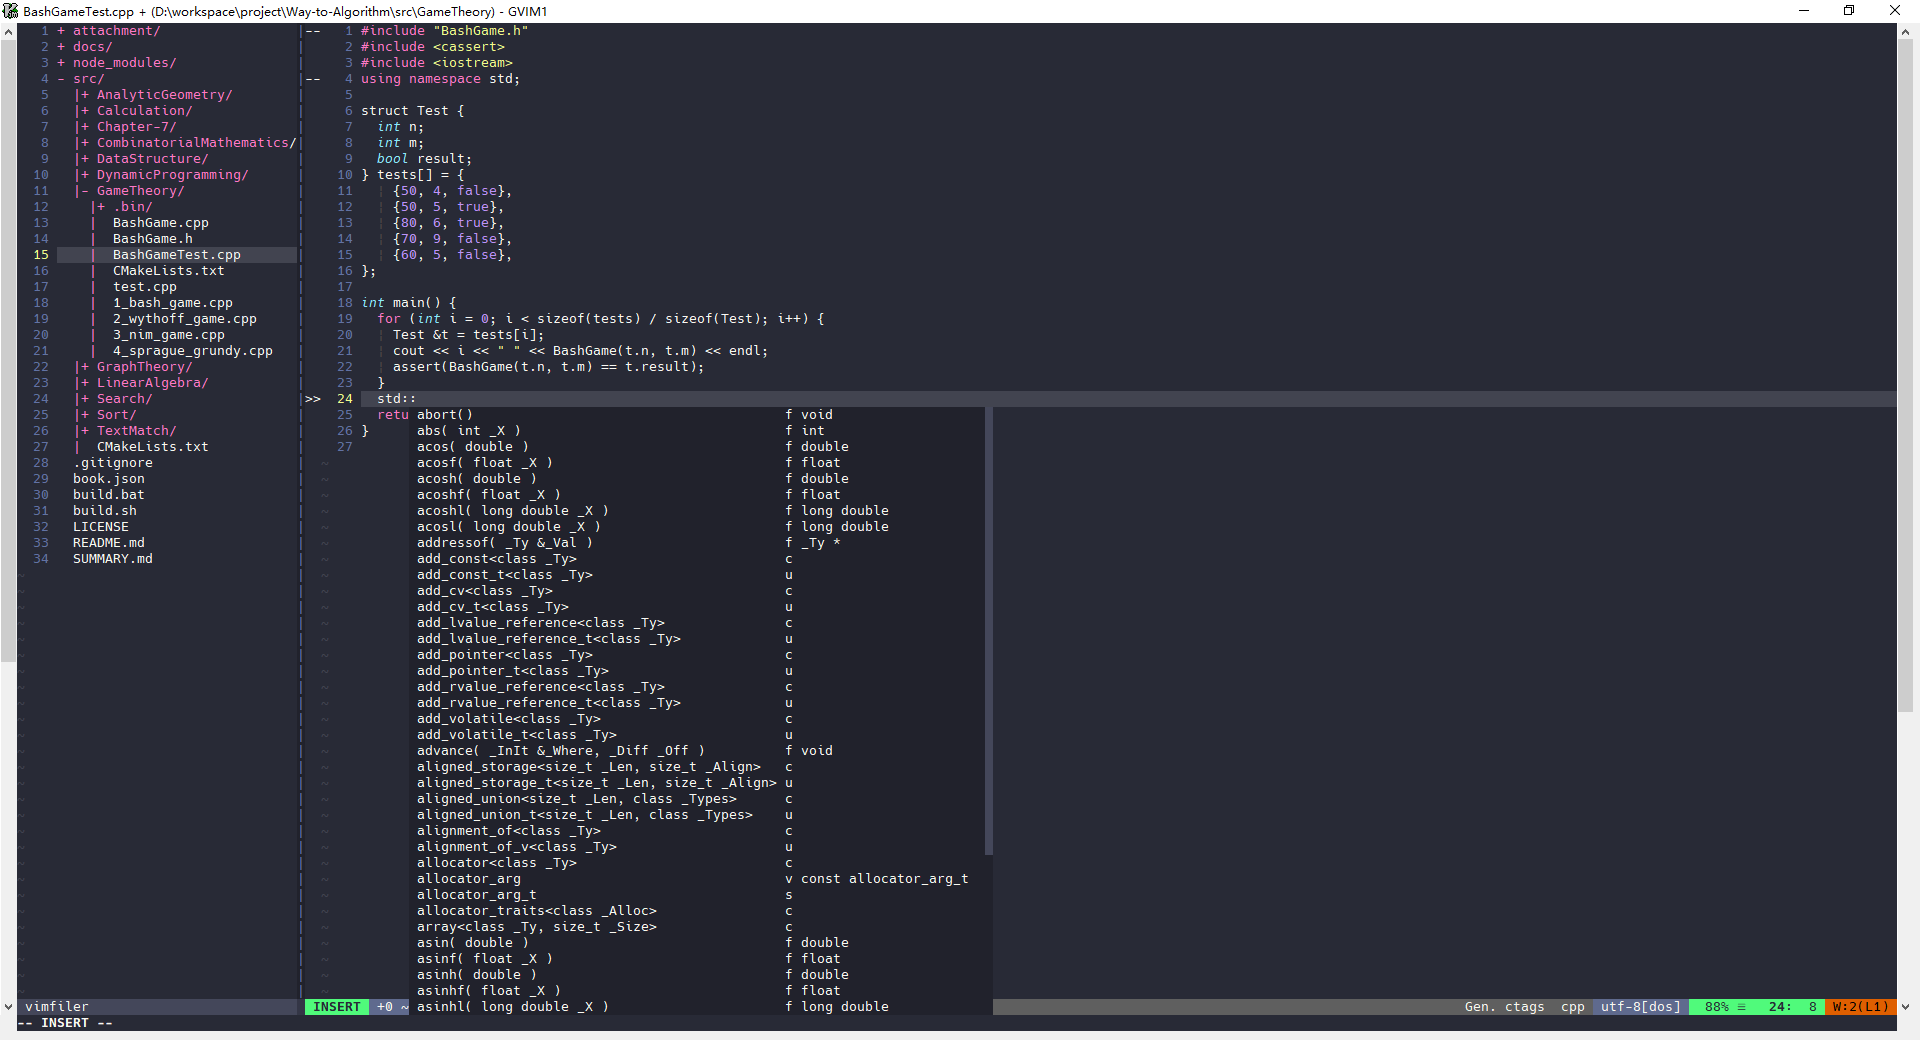 BashGameTest.cpp + (D:\workspace\project\Way-to-Algorithm\src\GameTheory) - GVIM1
1 + attachment/
2 + docs/
3 + node_modules/
4 - src/
5 |+ AnalyticGeometry/
6 |+ Calculation/
7 |+ Chapter-7/
8 |+ CombinatorialMathematics/
9 |+ DataStructure/
10 |+ DynamicProgramming/
11 |- GameTheory/
12 |+ .bin/
13 | BashGame.cpp
14 | BashGame.h
15 | BashGameTest.cpp
16 | CMakeLists.txt
17 | test.cpp
18 | 1_bash_game.cpp
19 | 2_wythoff_game.cpp
20 | 3_nim_game.cpp
21 | 4_sprague_grundy.cpp
22 |+ GraphTheory/
23 |+ LinearAlgebra/
24 |+ Search/
25 |+ Sort/
26 |+ TextMatch/
27 | CMakeLists.txt
28 .gitignore
29 book.json
30 build.bat
31 build.sh
32 LICENSE
33 README.md
34 SUMMARY.md
vimfiler
-- 1 #include "BashGame.h"
2 #include <cassert>
3 #include <iostream>
-- 4 using namespace std;
5
6 struct Test {
7 int n;
8 int m;
9 bool result;
10 } tests[] = {
11 ¦ {50, 4, false},
12 ¦ {50, 5, true},
13 ¦ {80, 6, true},
14 ¦ {70, 9, false},
15 ¦ {60, 5, false},
16 };
17
18 int main() {
19 for (int i = 0; i < sizeof(tests) / sizeof(Test); i++) {
20 ¦ Test &t = tests[i];
21 ¦ cout << i << " " << BashGame(t.n, t.m) << endl;
22 ¦ assert(BashGame(t.n, t.m) == t.result);
23 }
>> 24 std::
25 retu
26 }
27
abort() f void
abs( int _X ) f int
acos( double ) f double
acosf( float _X ) f float
acosh( double ) f double
acoshf( float _X ) f float
acoshl( long double _X ) f long double
acosl( long double _X ) f long double
addressof( _Ty &_Val ) f _Ty *
add_const<class _Ty> c
add_const_t<class _Ty> u
add_cv<class _Ty> c
add_cv_t<class _Ty> u
add_lvalue_reference<class _Ty> c
add_lvalue_reference_t<class _Ty> u
add_pointer<class _Ty> c
add_pointer_t<class _Ty> u
add_rvalue_reference<class _Ty> c
add_rvalue_reference_t<class _Ty> u
add_volatile<class _Ty> c
add_volatile_t<class _Ty> u
advance( _InIt &_Where, _Diff _Off ) f void
aligned_storage<size_t _Len, size_t _Align> c
aligned_storage_t<size_t _Len, size_t _Align> u
aligned_union<size_t _Len, class _Types> c
aligned_union_t<size_t _Len, class _Types> u
alignment_of<class _Ty> c
alignment_of_v<class _Ty> u
allocator<class _Ty> c
allocator_arg v const allocator_arg_t
allocator_arg_t s
allocator_traits<class _Alloc> c
array<class _Ty, size_t _Size> c
asin( double ) f double
asinf( float _X ) f float
asinh( double ) f double
asinhf( float _X ) f float
asinhl( long double _X ) f long double
INSERT +0 ~ Gen. ctags cpp utf-8[dos] 88% ≡ 24: 8 W:2(L1)
-- INSERT --